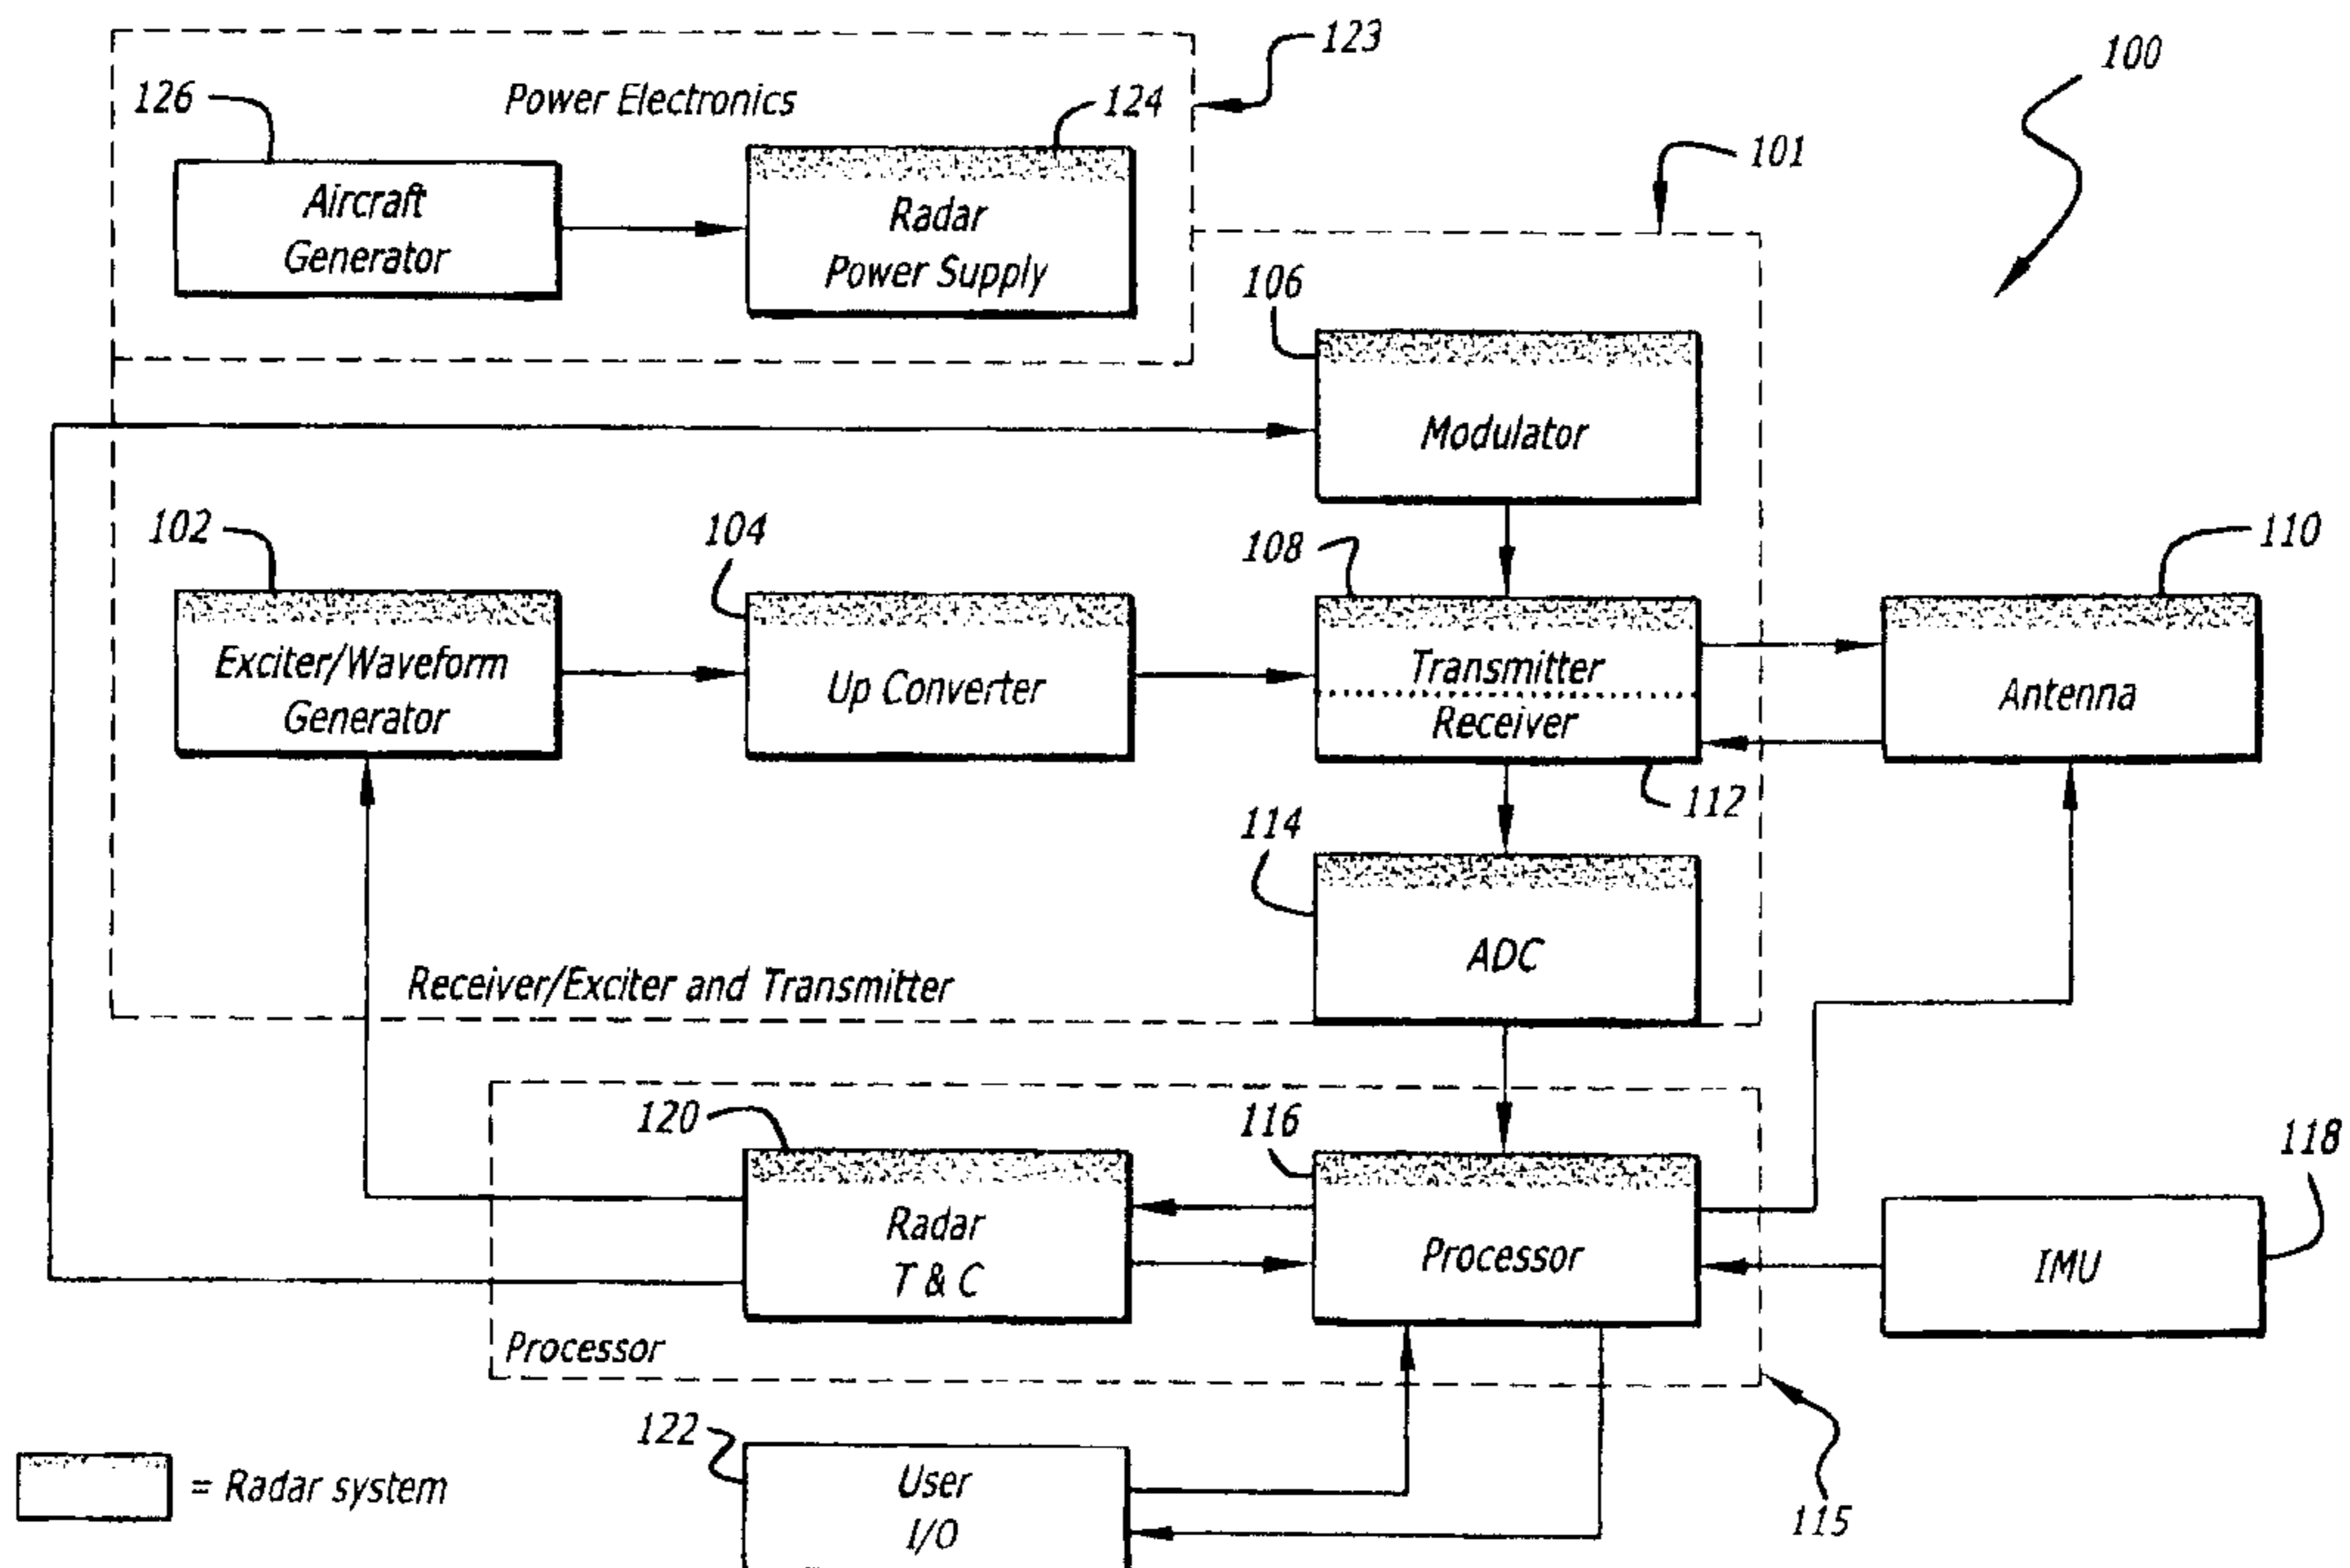 123
100
126
Power Electronics
124
101
Aircraft
Generator
Radar
Power Supply
106
Modulator
102
104
108
110
Exciter/Waveform
Generator
Up Converter
Transmitter
Receiver
Antenna
112
114
ADC
Receiver/Exciter and Transmitter
120
116
118
Radar
T & C
Processor
IMU
Processor
122
= Radar system
User
I/O
115